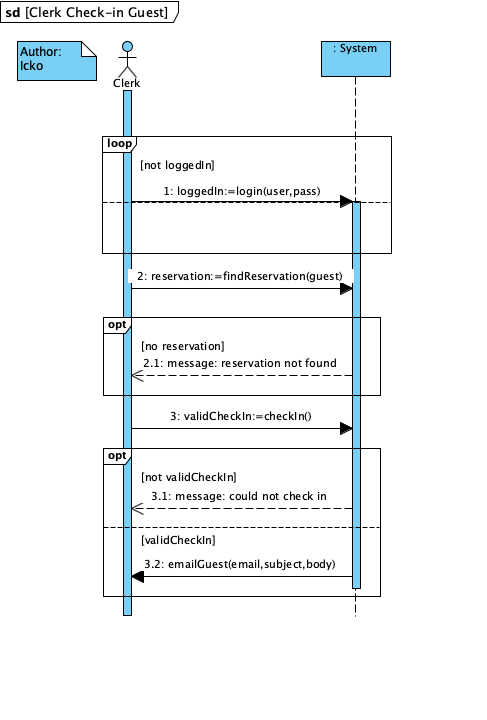 sd [Clerk Check-in Guest]
Author:
Icko
Clerk
: System
loop
[not loggedIn]
1: loggedIn:=login(user,pass)
2: reservation:=findReservation(guest)
opt
[no reservation]
2.1: message: reservation not found
3: validCheckIn:=checkIn()
opt
[not validCheckIn]
3.1: message: could not check in
[validCheckIn]
3.2: emailGuest(email,subject,body)